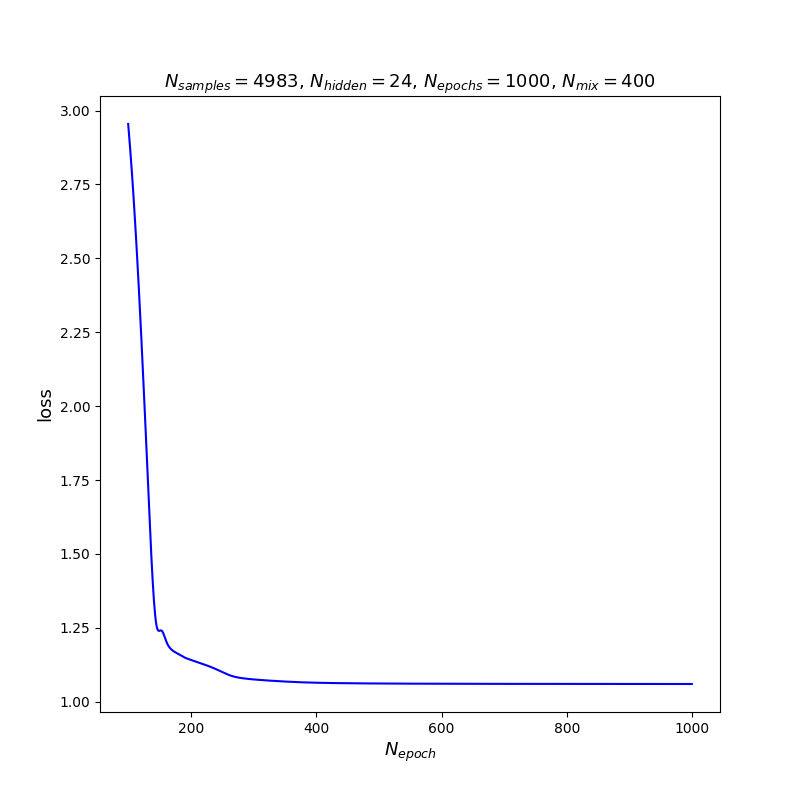 N_samples = 4983, N_hidden = 24, N_epochs = 1000, N_mix = 400
3.00
2.75
2.50
2.25
2.00
1.75
1.50
1.25
1.00
loss
200 400 600 800 1000
N_epoch